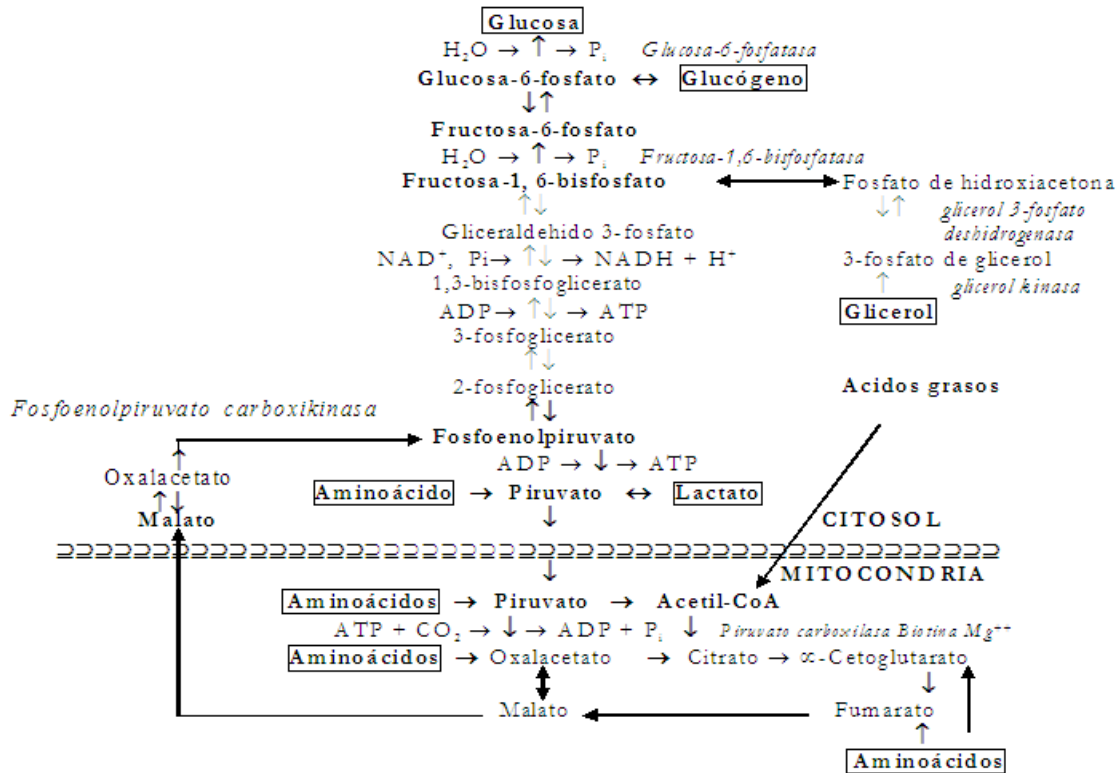 Glucosa
H₂O → ↑ → Pᵢ Glucosa-6-fosfatasa
Glucosa-6-fosfato ↔ Glucógeno
↓↑
Fructosa-6-fosfato
H₂O → ↑ → Pᵢ Fructosa-1,6-bisfosfatasa
Fructosa-1, 6-bisfosfato ↔ Fosfato de hidroxiacetona
↑↓ ↓↑ glicerol 3-fosfato
deshidrogenasa
Gliceraldehido 3-fosfato
NAD⁺, Pi→ ↑↓ → NADH + H⁺ 3-fosfato de glicerol
1,3-bisfosfoglicerato ↑ glicerol kinasa
ADP→ ↑↓ → ATP Glicerol
3-fosfoglicerato
↑↓
2-fosfoglicerato Acidos grasos
Fosfoenolpiruvato carboxikinasa ↑↓
Fosfoenolpiruvato
↑ ADP → ↓ → ATP
Oxalacetato
↑↓ Aminoácido → Piruvato ↔ Lactato
Malato ↓ CITOSOL
⊇⊇⊇⊇⊇⊇⊇⊇⊇⊇⊇⊇⊇⊇⊇⊇⊇⊇⊇⊇⊇⊇⊇⊇⊇⊇⊇⊇⊇⊇⊇⊇⊇⊇⊇⊇⊇⊇⊇⊇⊇⊇⊇⊇⊇⊇⊇⊇⊇
↓ MITOCONDRIA
Aminoácidos → Piruvato → Acetil-CoA
ATP + CO₂ → ↓ → ADP + Pᵢ ↓ Piruvato carboxilasa Biotina Mg⁺⁺
Aminoácidos → Oxalacetato → Citrato → ∝-Cetoglutarato
↓
Malato Fumarato
↑
Aminoácidos